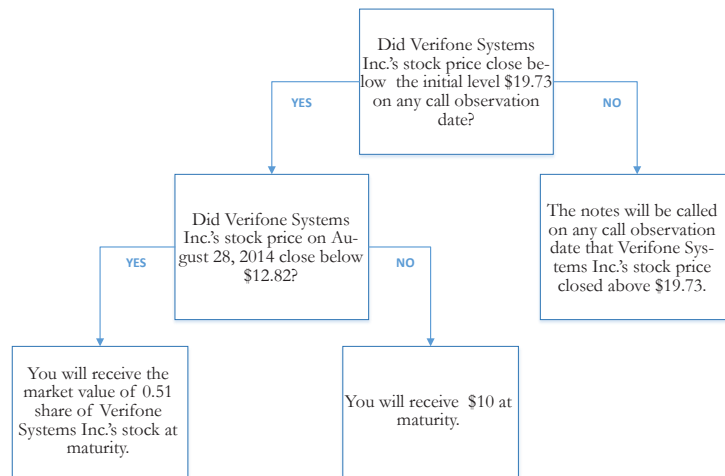 Did Verifone Systems
Inc.'s stock price close be-
low the initial level $19.73
on any call observation
date?
YES
NO
Did Verifone Systems
Inc.'s stock price on Au-
gust 28, 2014 close below
$12.82?
The notes will be called
on any call observation
date that Verifone Sys-
tems Inc.'s stock price
closed above $19.73.
YES
NO
You will receive the
market value of 0.51
share of Verifone
Systems Inc.'s stock at
maturity.
You will receive $10 at
maturity.